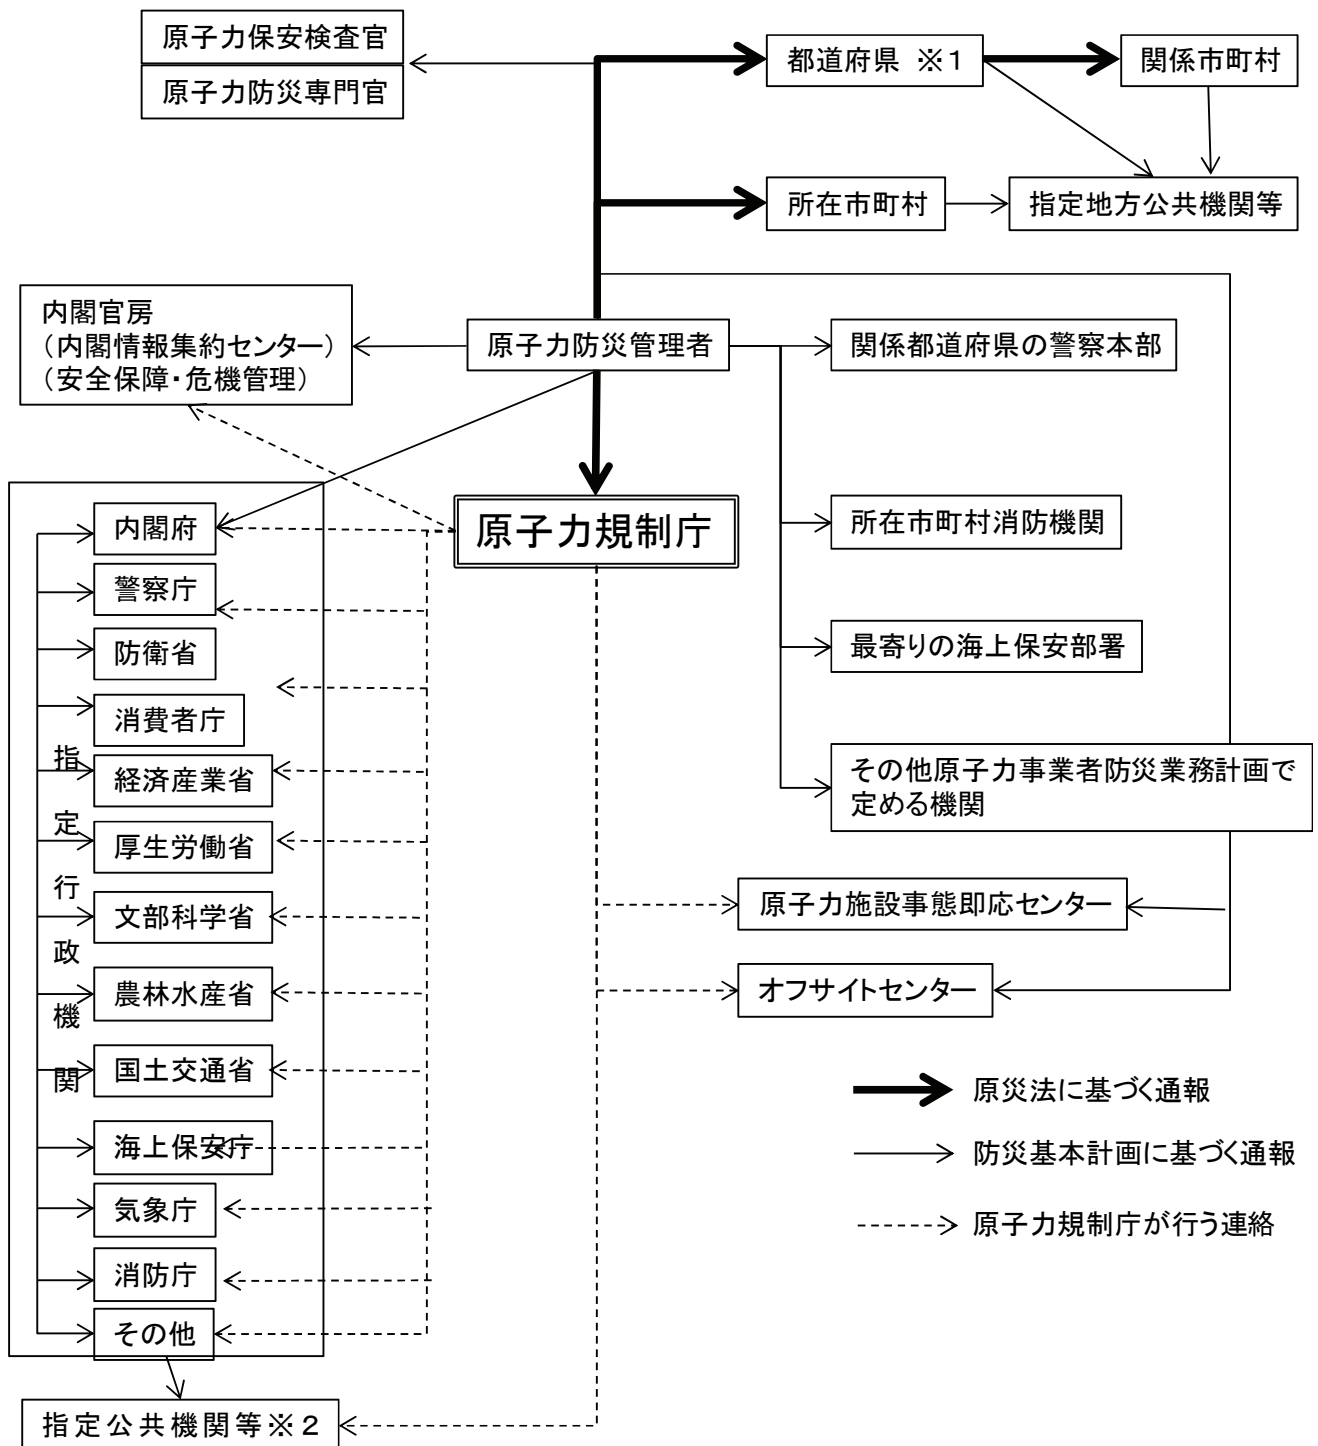 原子力保安検査官
原子力防災専門官
都道府県 ※1
関係市町村
所在市町村
指定地方公共機関等
内閣官房
（内閣情報集約センター）
（安全保障・危機管理）
原子力防災管理者
関係都道府県の警察本部
原子力規制庁
所在市町村消防機関
最寄りの海上保安部署
その他原子力事業者防災業務計画で
定める機関
原子力施設事態即応センター
オフサイトセンター
指定行政機関
内閣府
警察庁
防衛省
消費者庁
経済産業省
厚生労働省
文部科学省
農林水産省
国土交通省
海上保安庁
気象庁
消防庁
その他
指定公共機関等※2
原災法に基づく通報
防災基本計画に基づく通報
原子力規制庁が行う連絡